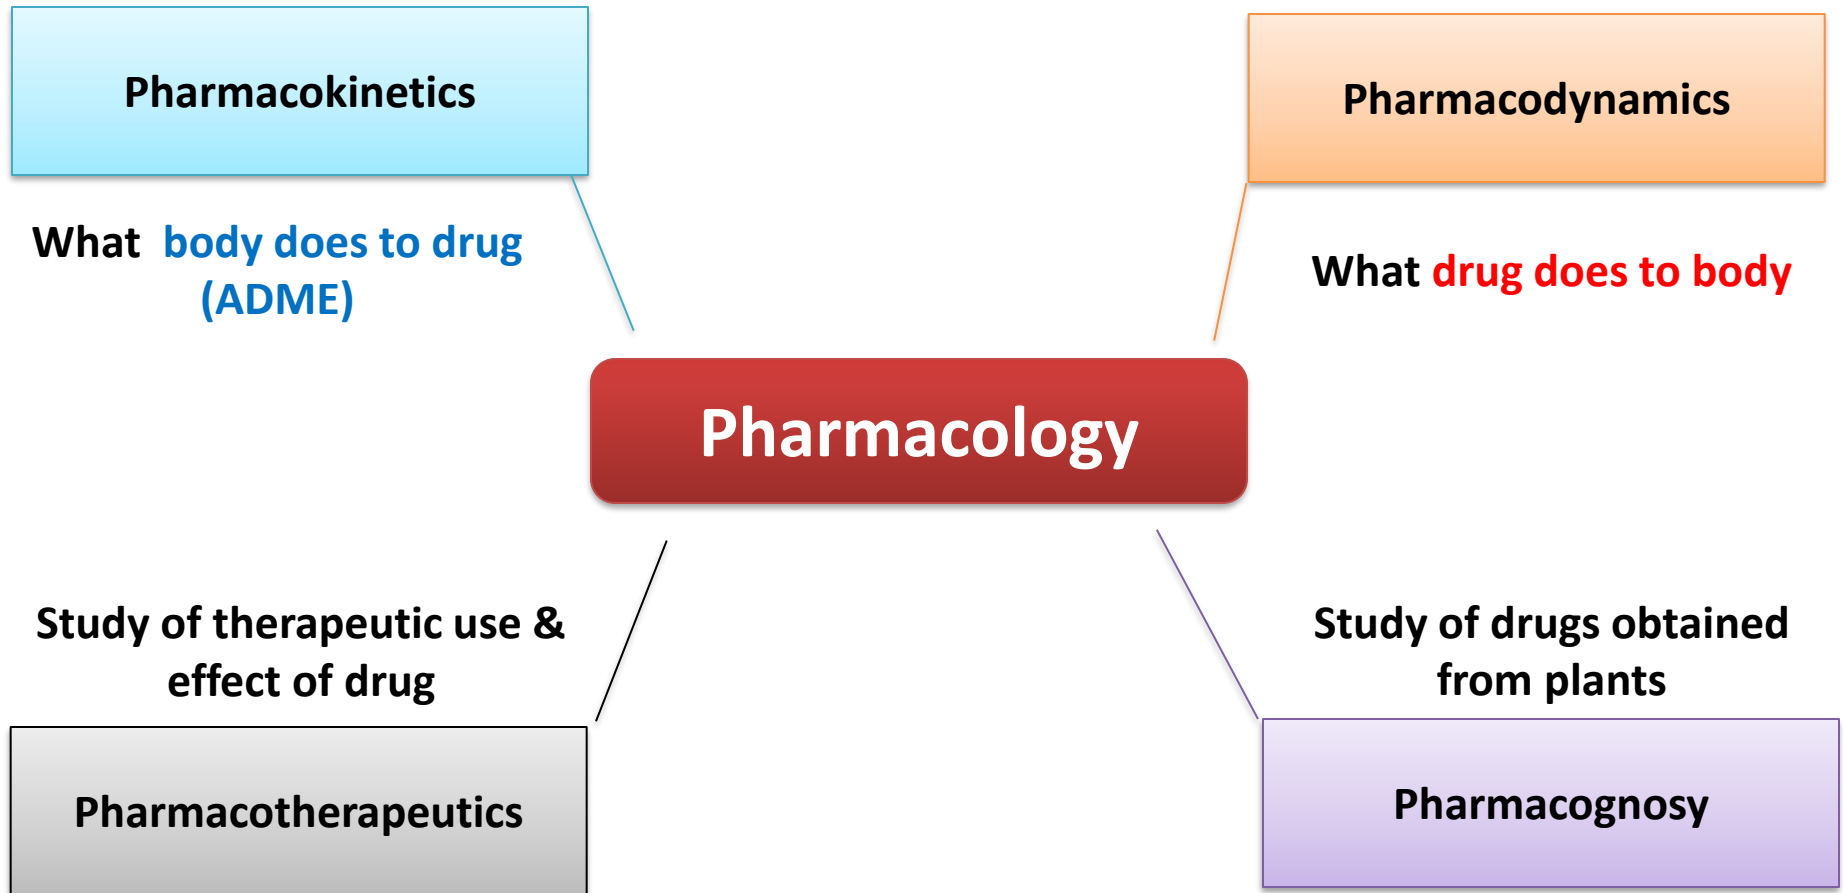 Pharmacokinetics
What body does to drug
(ADME)
Pharmacodynamics
What drug does to body
Pharmacology
Study of therapeutic use &
effect of drug
Pharmacotherapeutics
Study of drugs obtained
from plants
Pharmacognosy